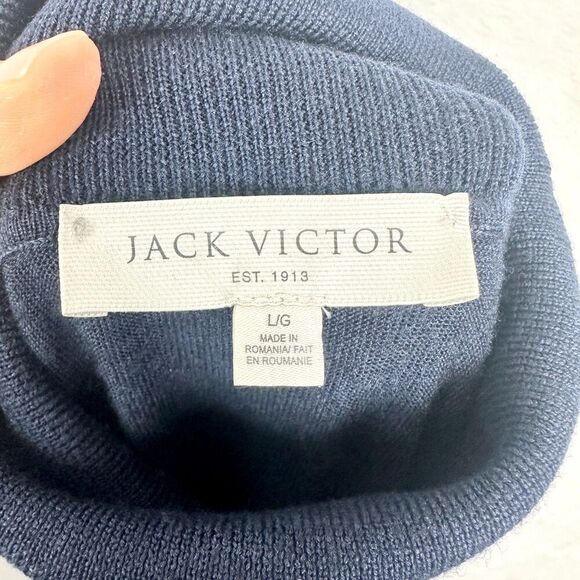 JACK VICTOR
EST. 1913
L/G
MADE IN
ROMANIA/ FAIT
EN ROUMANIE